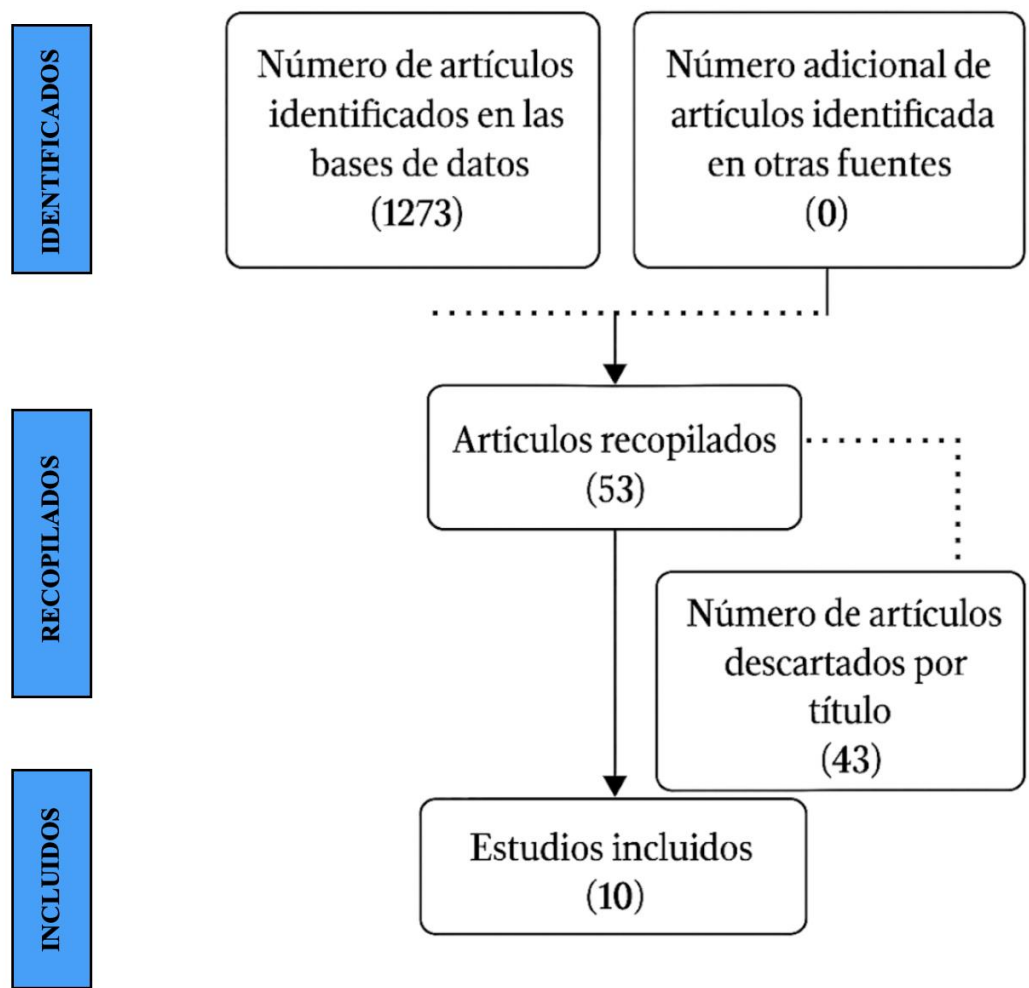 IDENTIFICADOS
Número de artículos
identificados en las
bases de datos
(1273)
Número adicional de
artículos identificada
en otras fuentes
(0)
RECOPILADOS
Artículos recopilados
(53)
Número de artículos
descartados por
título
(43)
INCLUIDOS
Estudios incluidos
(10)